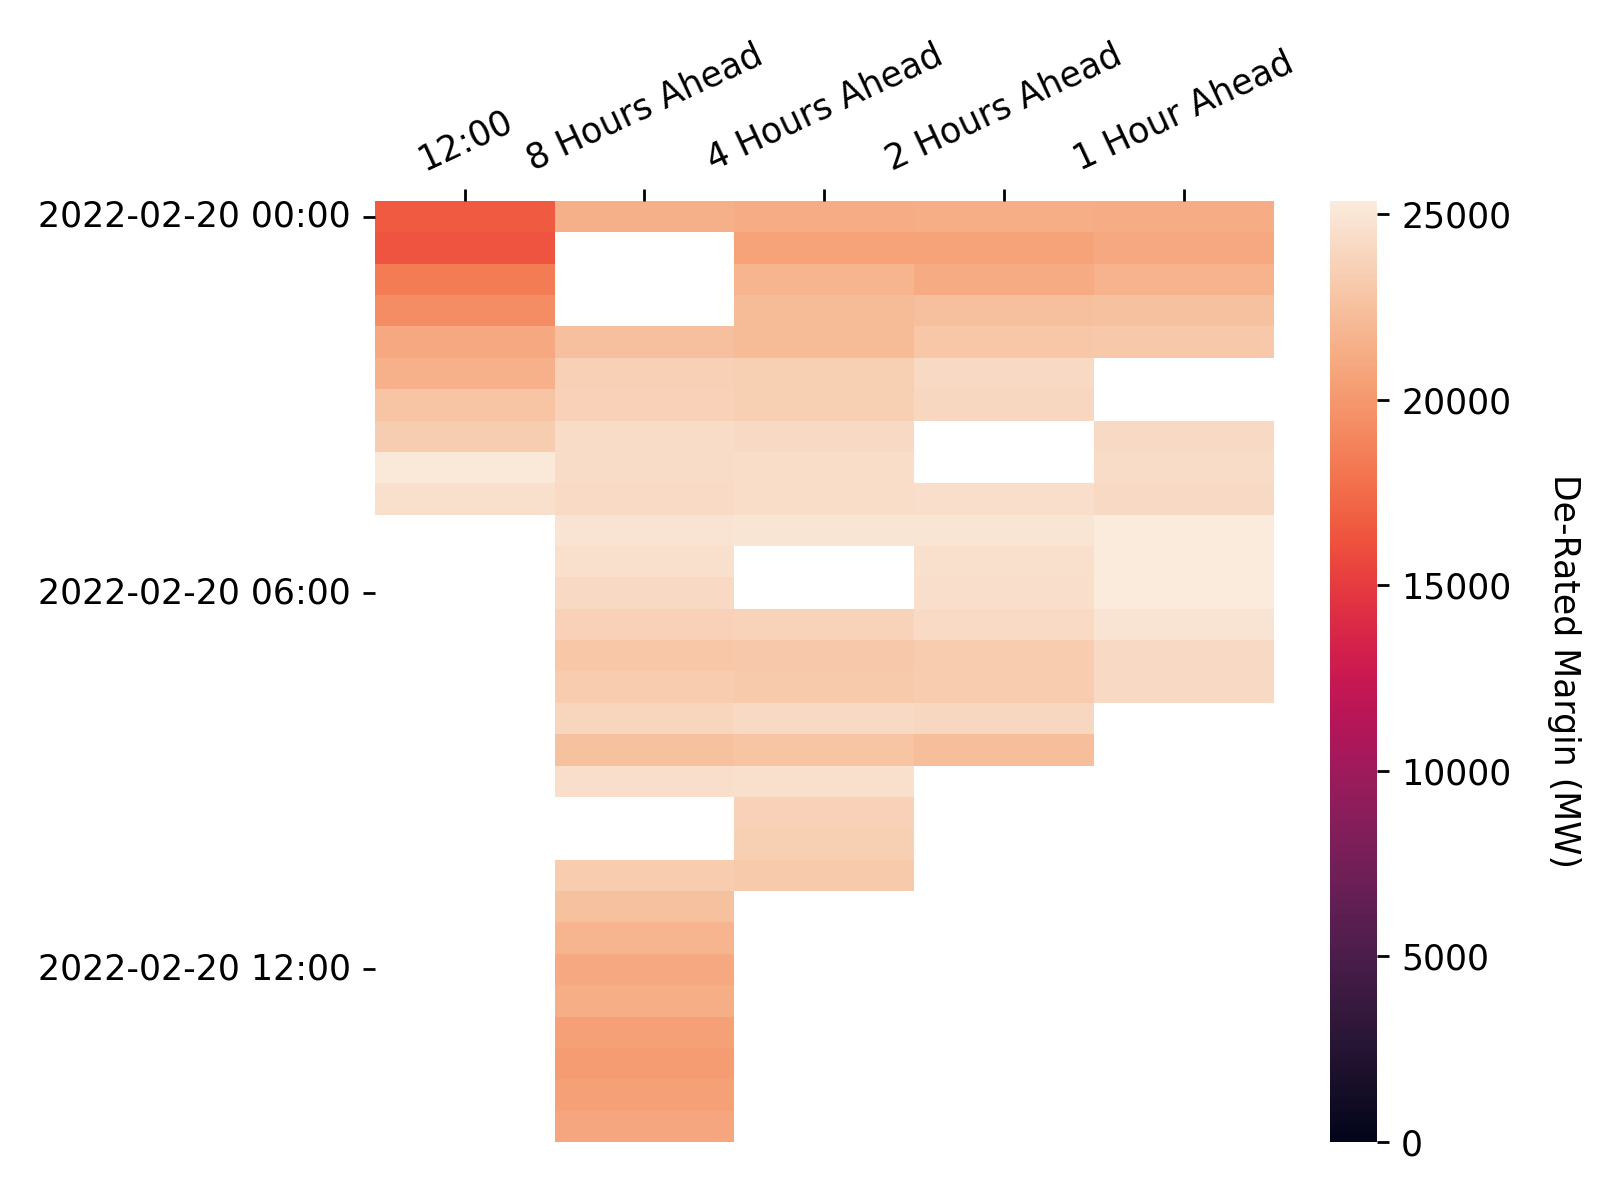 12:00
8 Hours Ahead
4 Hours Ahead
2 Hours Ahead
1 Hour Ahead
2022-02-20 00:00
2022-02-20 06:00
2022-02-20 12:00
25000
20000
15000
10000
5000
0
De-Rated Margin (MW)